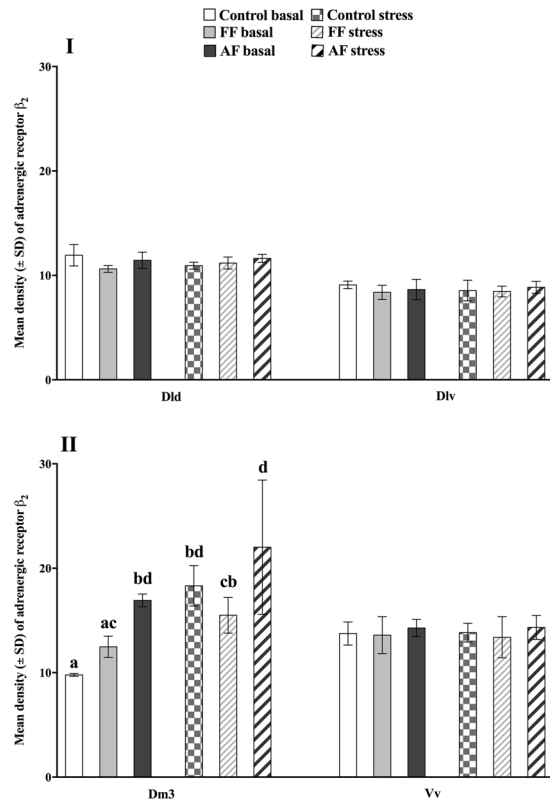 Control basal Control stress
FF basal FF stress
AF basal AF stress
I
Mean density (± SD) of adrenergic receptor β₂
30
20
10
0
Dld Dlv
II
Mean density (± SD) of adrenergic receptor β₂
30
20
10
0
a ac bd bd cb d
Dm3 Vv